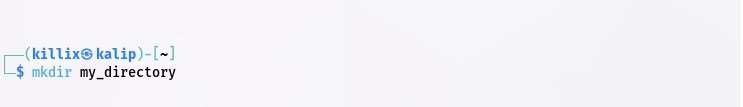 ┌──(killix㉿kalip)-[~]
└─$ mkdir my_directory